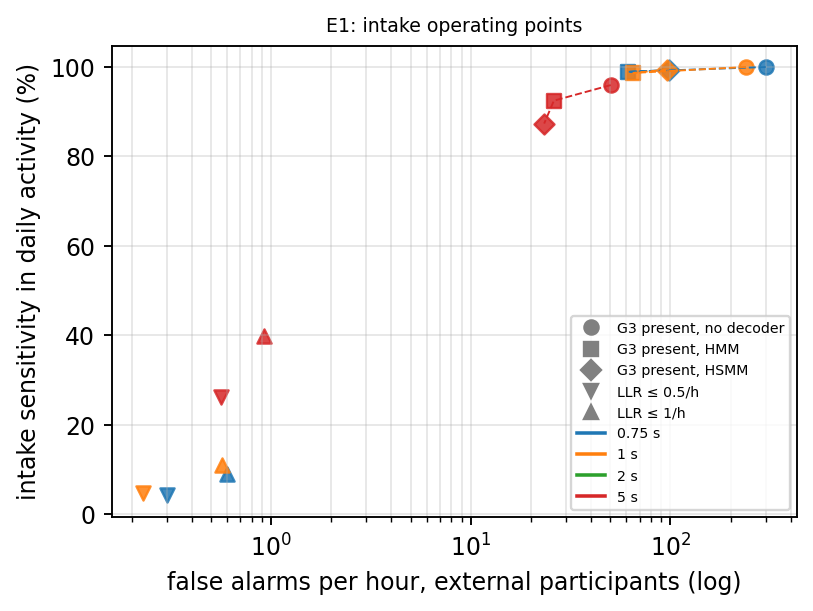 E1: intake operating points
intake sensitivity in daily activity (%)
100
80
60
40
20
0
10⁰
10¹
10²
false alarms per hour, external participants (log)
G3 present, no decoder
G3 present, HMM
G3 present, HSMM
LLR ≤ 0.5/h
LLR ≤ 1/h
0.75 s
1 s
2 s
5 s